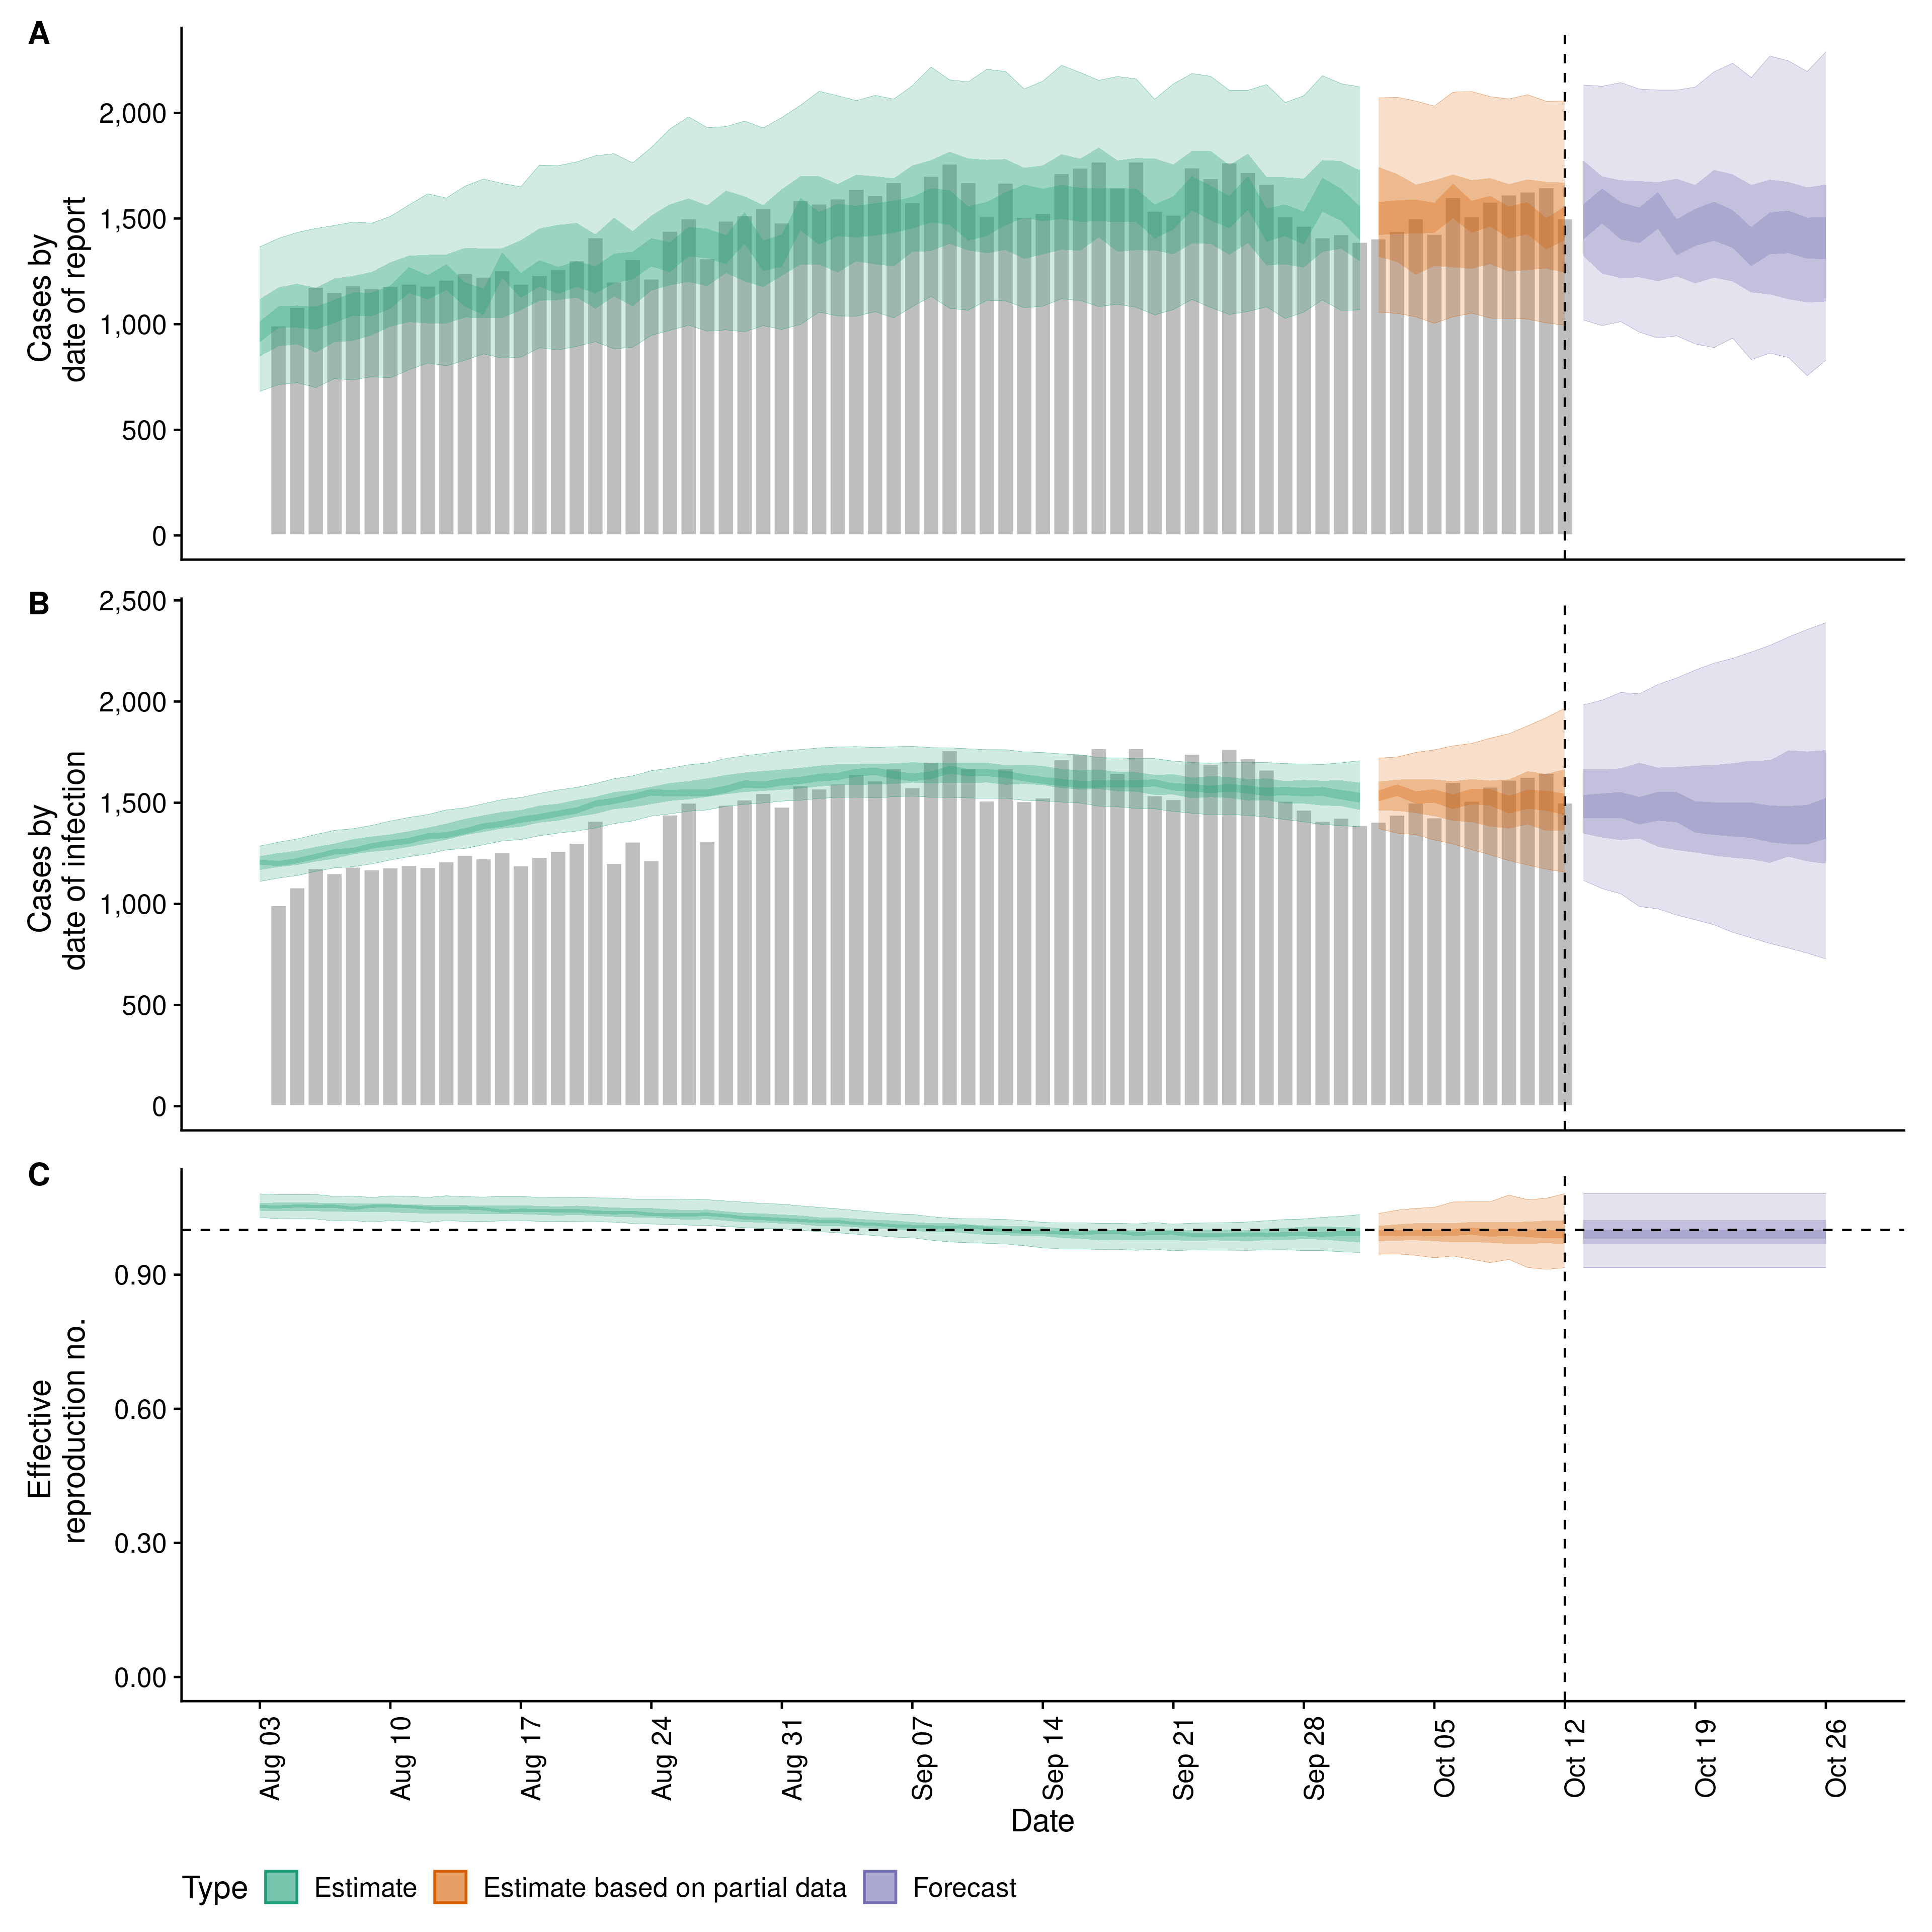 A
Cases by
date of report
2,000
1,500
1,000
500
0
B
Cases by
date of infection
2,500
2,000
1,500
1,000
500
0
C
Effective
reproduction no.
0.90
0.60
0.30
0.00
Aug 03
Aug 10
Aug 17
Aug 24
Aug 31
Sep 07
Sep 14
Sep 21
Sep 28
Oct 05
Oct 12
Oct 19
Oct 26
Date
Type Estimate Estimate based on partial data Forecast